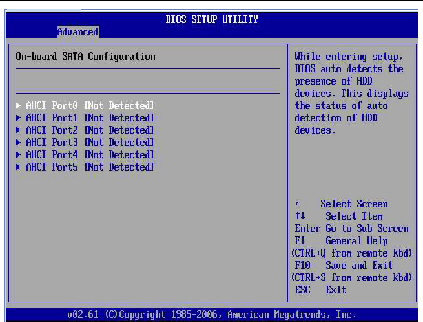 BIOS SETUP UTILITY
Advanced
On-board SATA Configuration
AHCI Port0 [Not Detected]
AHCI Port1 [Not Detected]
AHCI Port2 [Not Detected]
AHCI Port3 [Not Detected]
AHCI Port4 [Not Detected]
AHCI Port5 [Not Detected]
While entering setup,
BIOS auto detects the
presence of HDD
devices. This displays
the status of auto
detection of HDD
devices.
Select Screen
↑↓ Select Item
Enter Go to Sub Screen
F1 General Help
(CTRL+Q from remote kbd)
F10 Save and Exit
(CTRL+S from remote kbd)
ESC Exit
v02.61 (C)Copyright 1985-2006, American Megatrends, Inc.